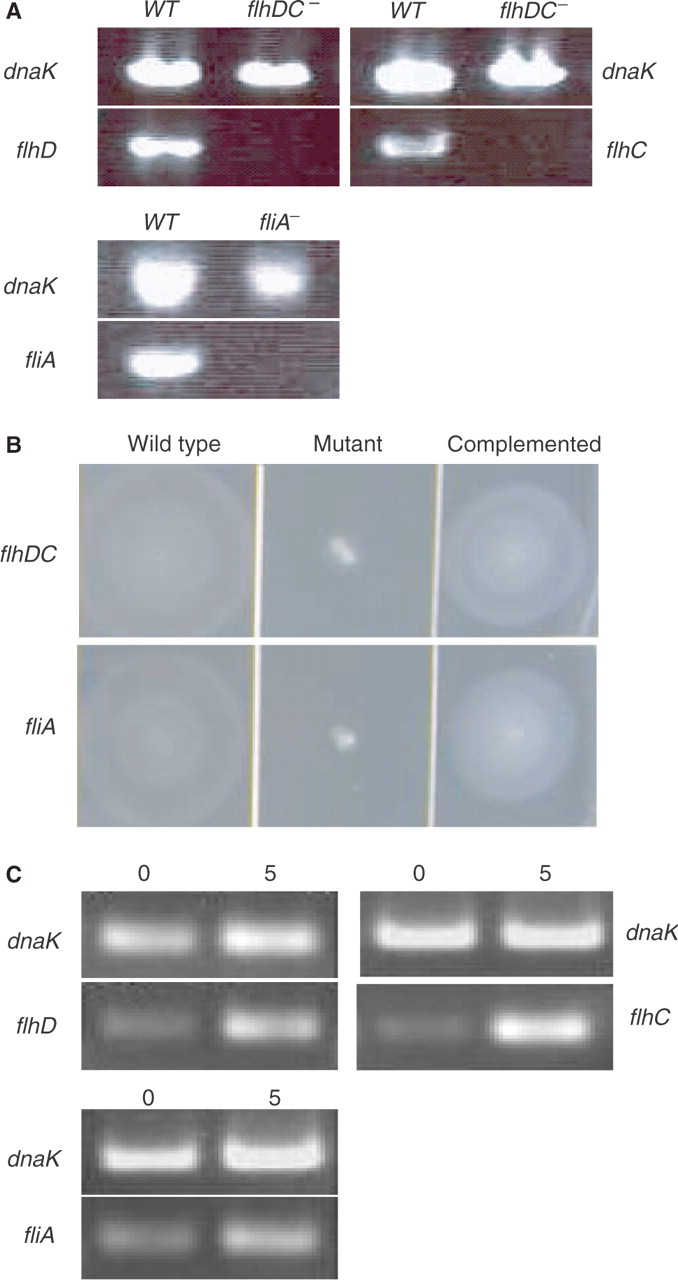 A
WT flhDC– WT flhDC–
dnaK dnaK
flhD flhC
WT fliA–
dnaK
fliA
B
Wild type Mutant Complemented
flhDC
fliA
C
0 5 0 5
dnaK dnaK
flhD flhC
0 5
dnaK
fliA